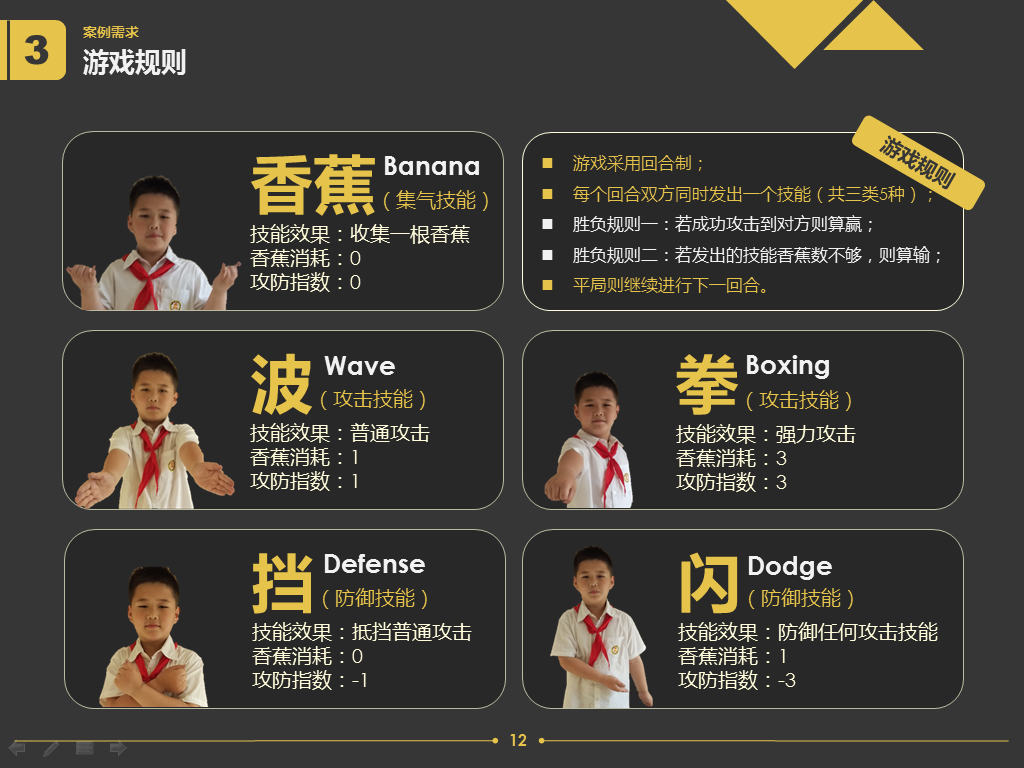 3
案例需求
游戏规则
香蕉
Banana
（集气技能）
技能效果：收集一根香蕉
香蕉消耗：0
攻防指数：0
游戏规则
■ 游戏采用回合制；
■ 每个回合双方同时发出一个技能（共三类5种）；
■ 胜负规则一：若成功攻击到对方则算赢；
■ 胜负规则二：若发出的技能香蕉数不够，则算输；
■ 平局则继续进行下一回合。
波
Wave
（攻击技能）
技能效果：普通攻击
香蕉消耗：1
攻防指数：1
拳
Boxing
（攻击技能）
技能效果：强力攻击
香蕉消耗：3
攻防指数：3
挡
Defense
（防御技能）
技能效果：抵挡普通攻击
香蕉消耗：0
攻防指数：-1
闪
Dodge
（防御技能）
技能效果：防御任何攻击技能
香蕉消耗：1
攻防指数：-3
12